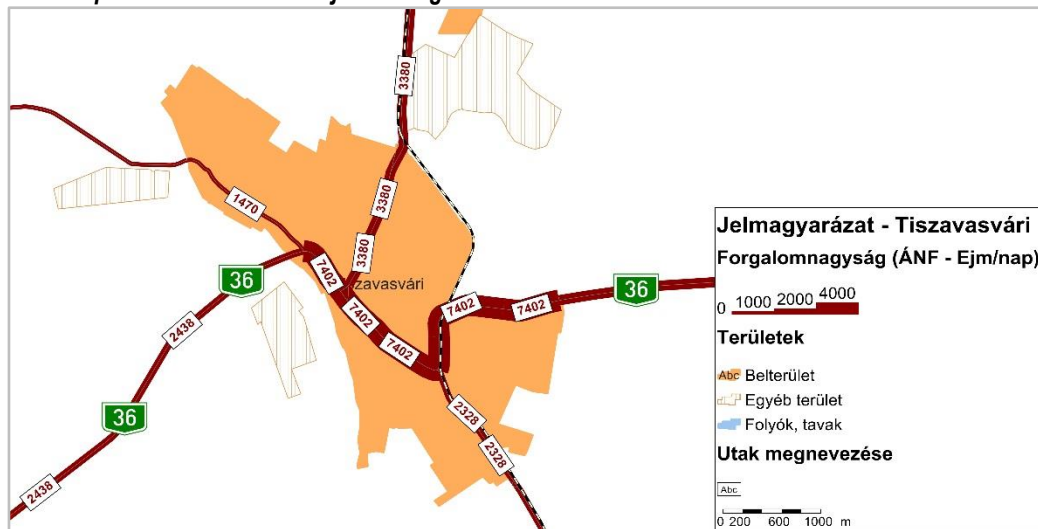 3380
3380
3380
1470
36
7402
zavasvári
7402
7402
7402
7402
36
2438
36
2438
2328
2328
Jelmagyarázat - Tiszavasvári
Forgalomnagyság (ÁNF - Ejm/nap)
0 1000 2000 4000
Területek
Abc Belterület
Egyéb terület
Folyók, tavak
Utak megnevezése
Abc
0 200 600 1000 m